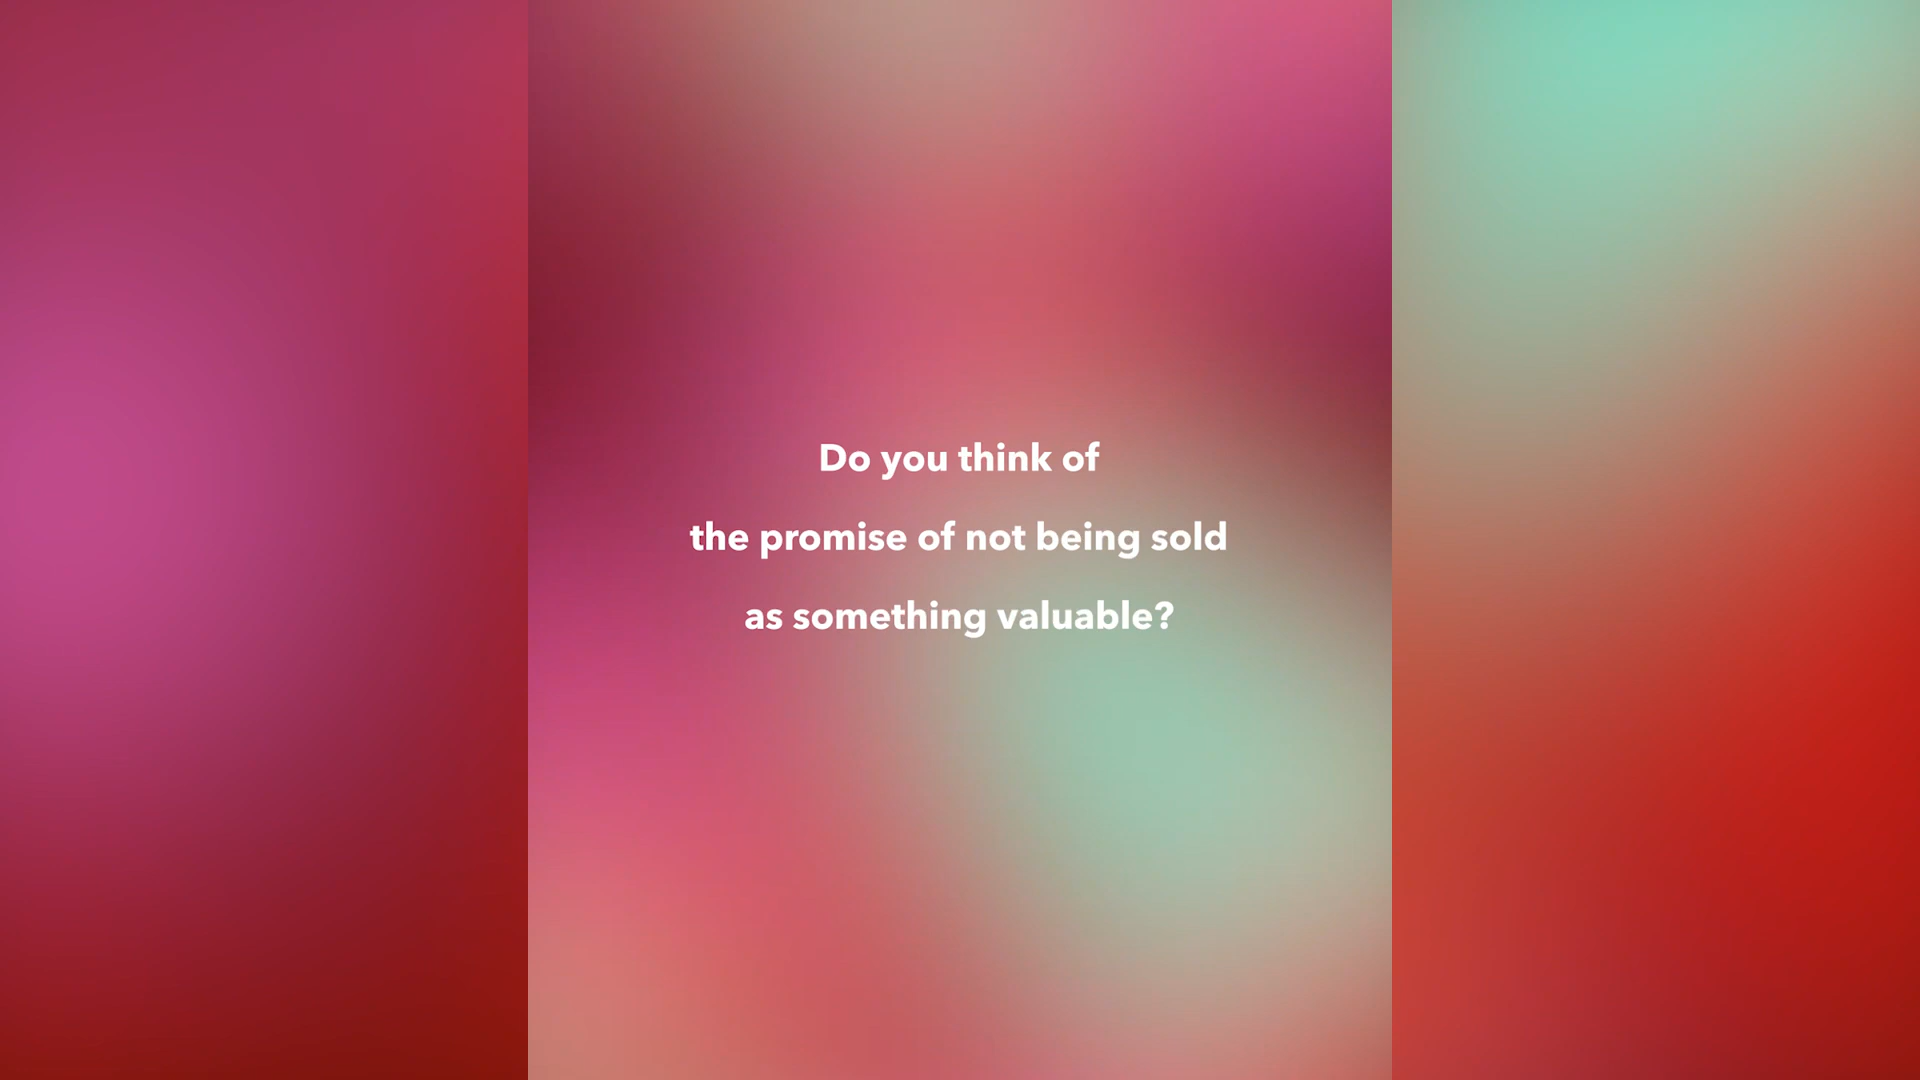 Do you think of
the promise of not being sold
as something valuable?